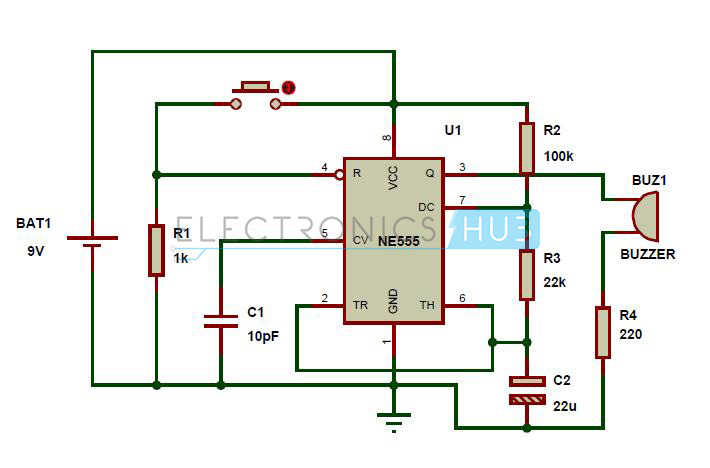 U1
R2
100k
8
4
R
VCC
Q
3
DC
7
BUZ1
BUZZER
BAT1
9V
R1
1k
ELECTRONICS HUB
5
CV
NE555
R3
22k
C1
10pF
2
TR
GND
TH
6
1
R4
220
C2
22u